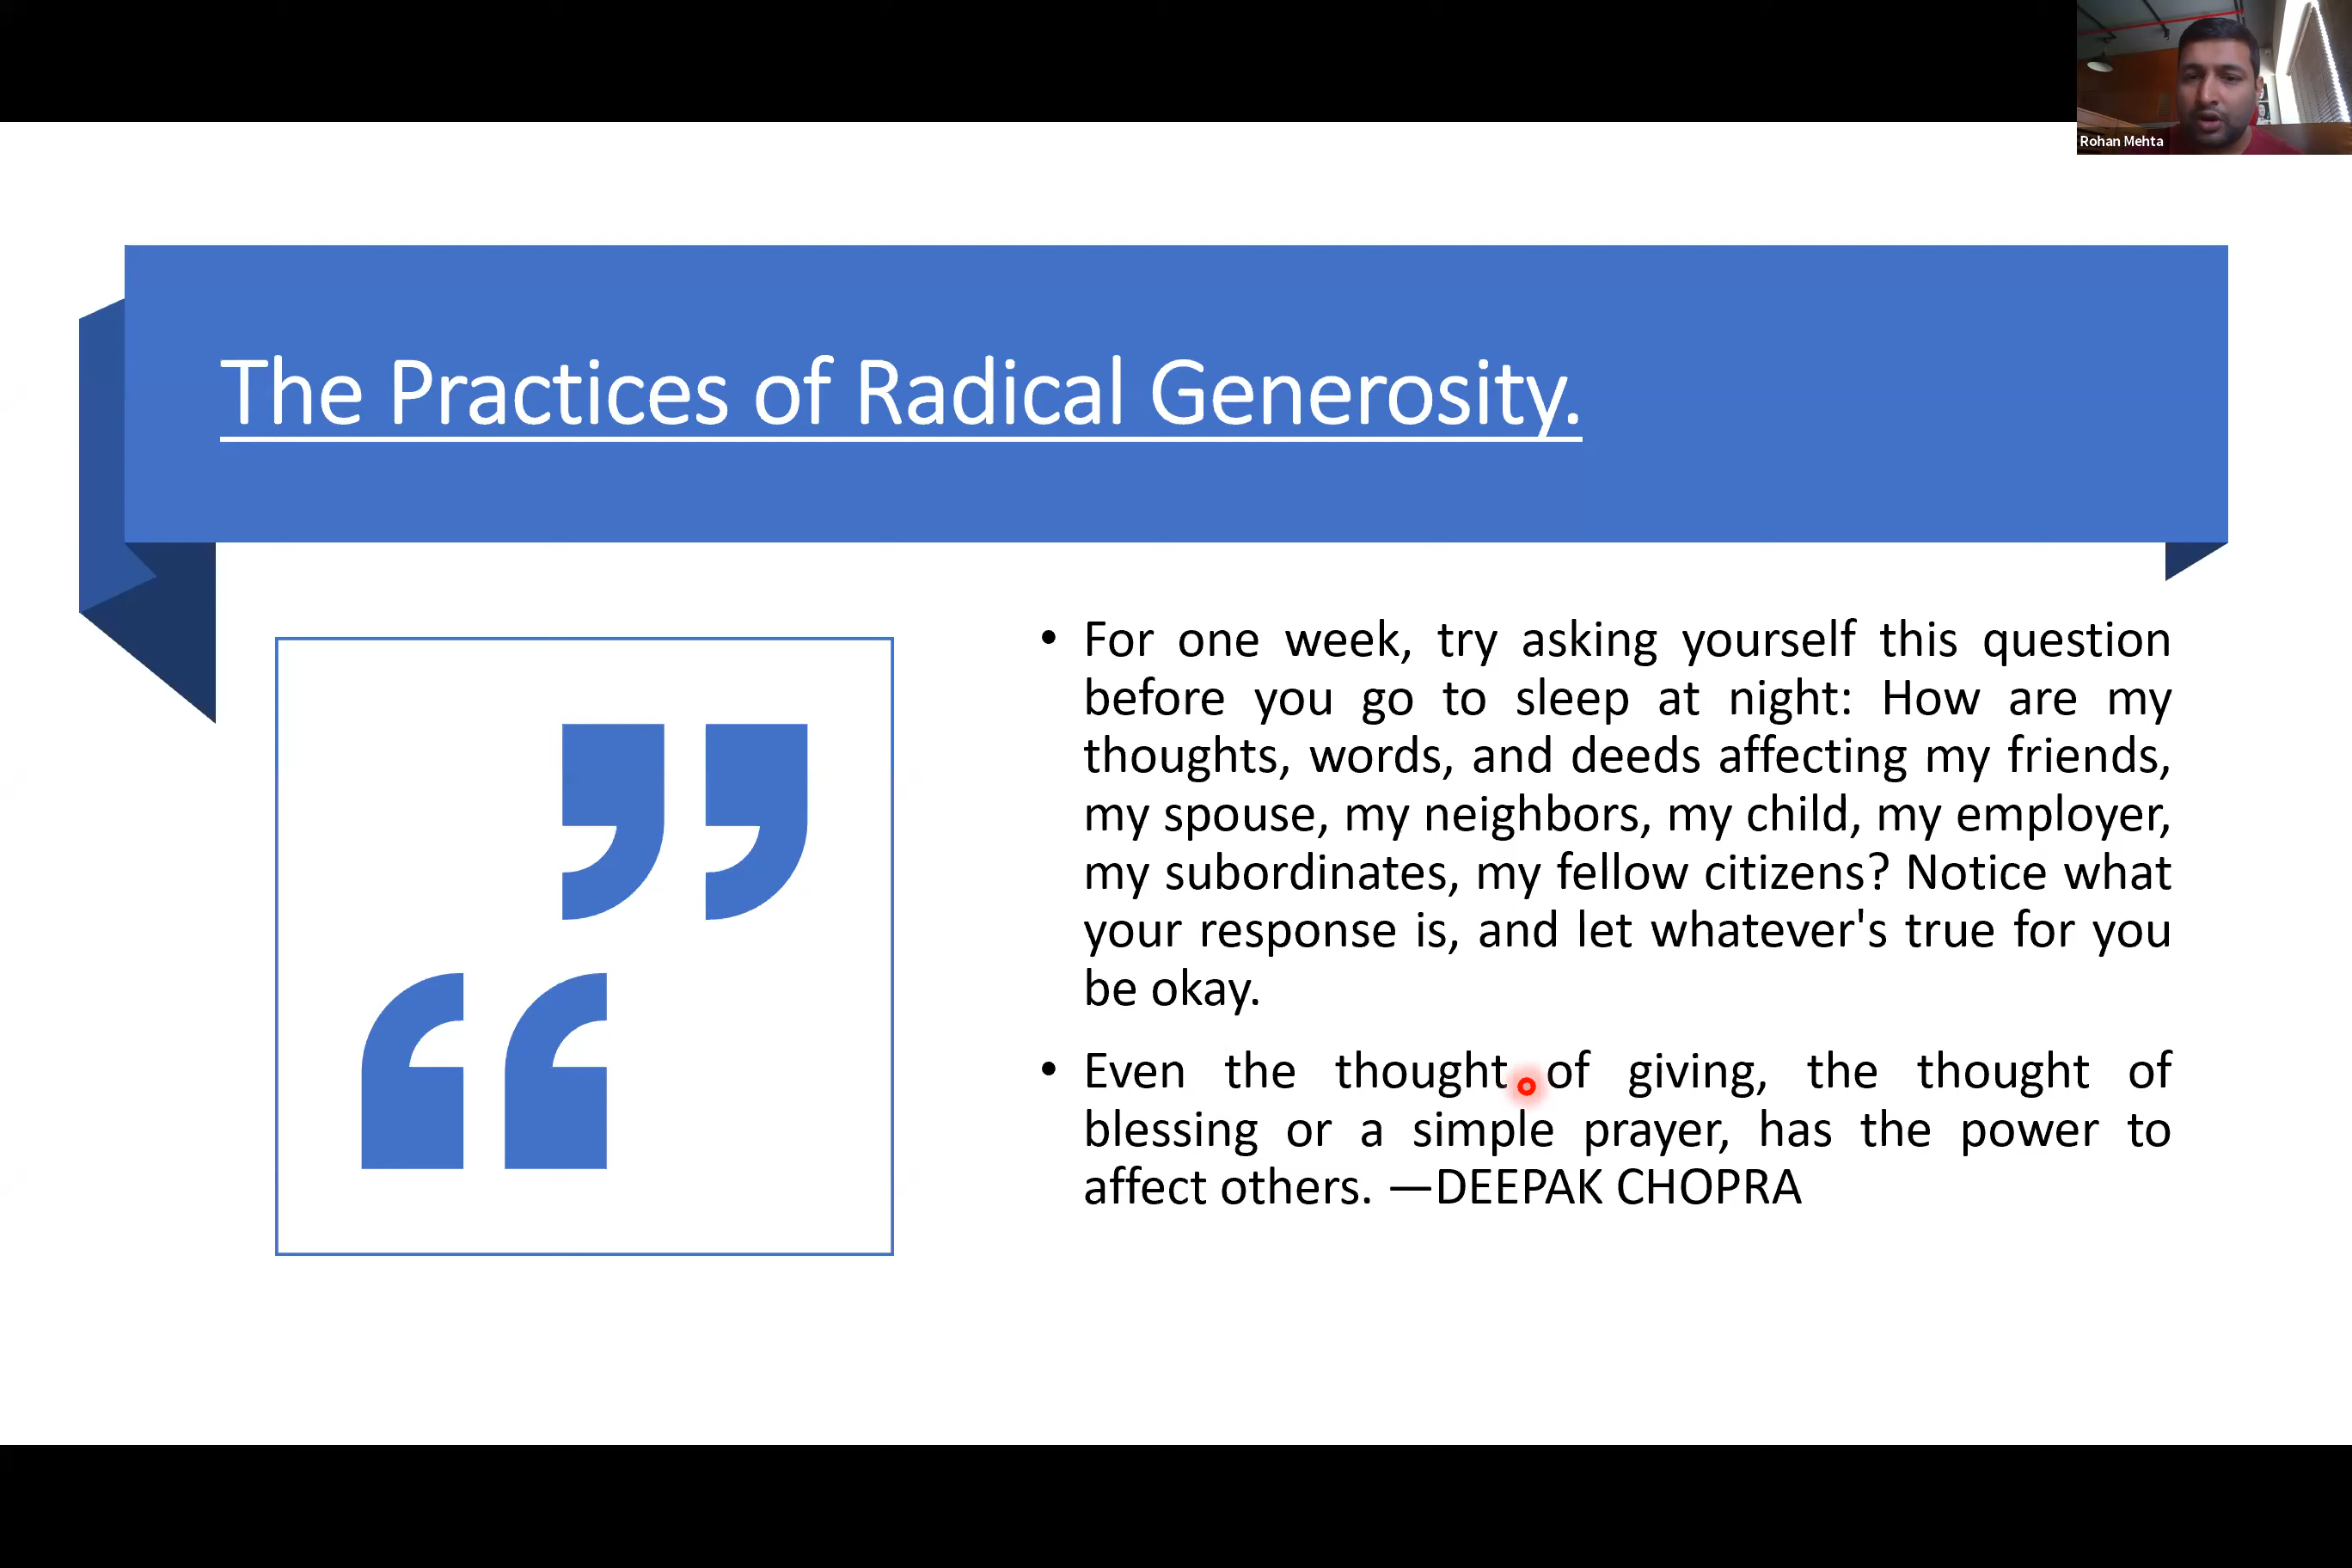 Rohan Mehta
The Practices of Radical Generosity.
• For one week, try asking yourself this question
before you go to sleep at night: How are my
thoughts, words, and deeds affecting my friends,
my spouse, my neighbors, my child, my employer,
my subordinates, my fellow citizens? Notice what
your response is, and let whatever's true for you
be okay.
• Even the thought of giving, the thought of
blessing or a simple prayer, has the power to
affect others. —DEEPAK CHOPRA